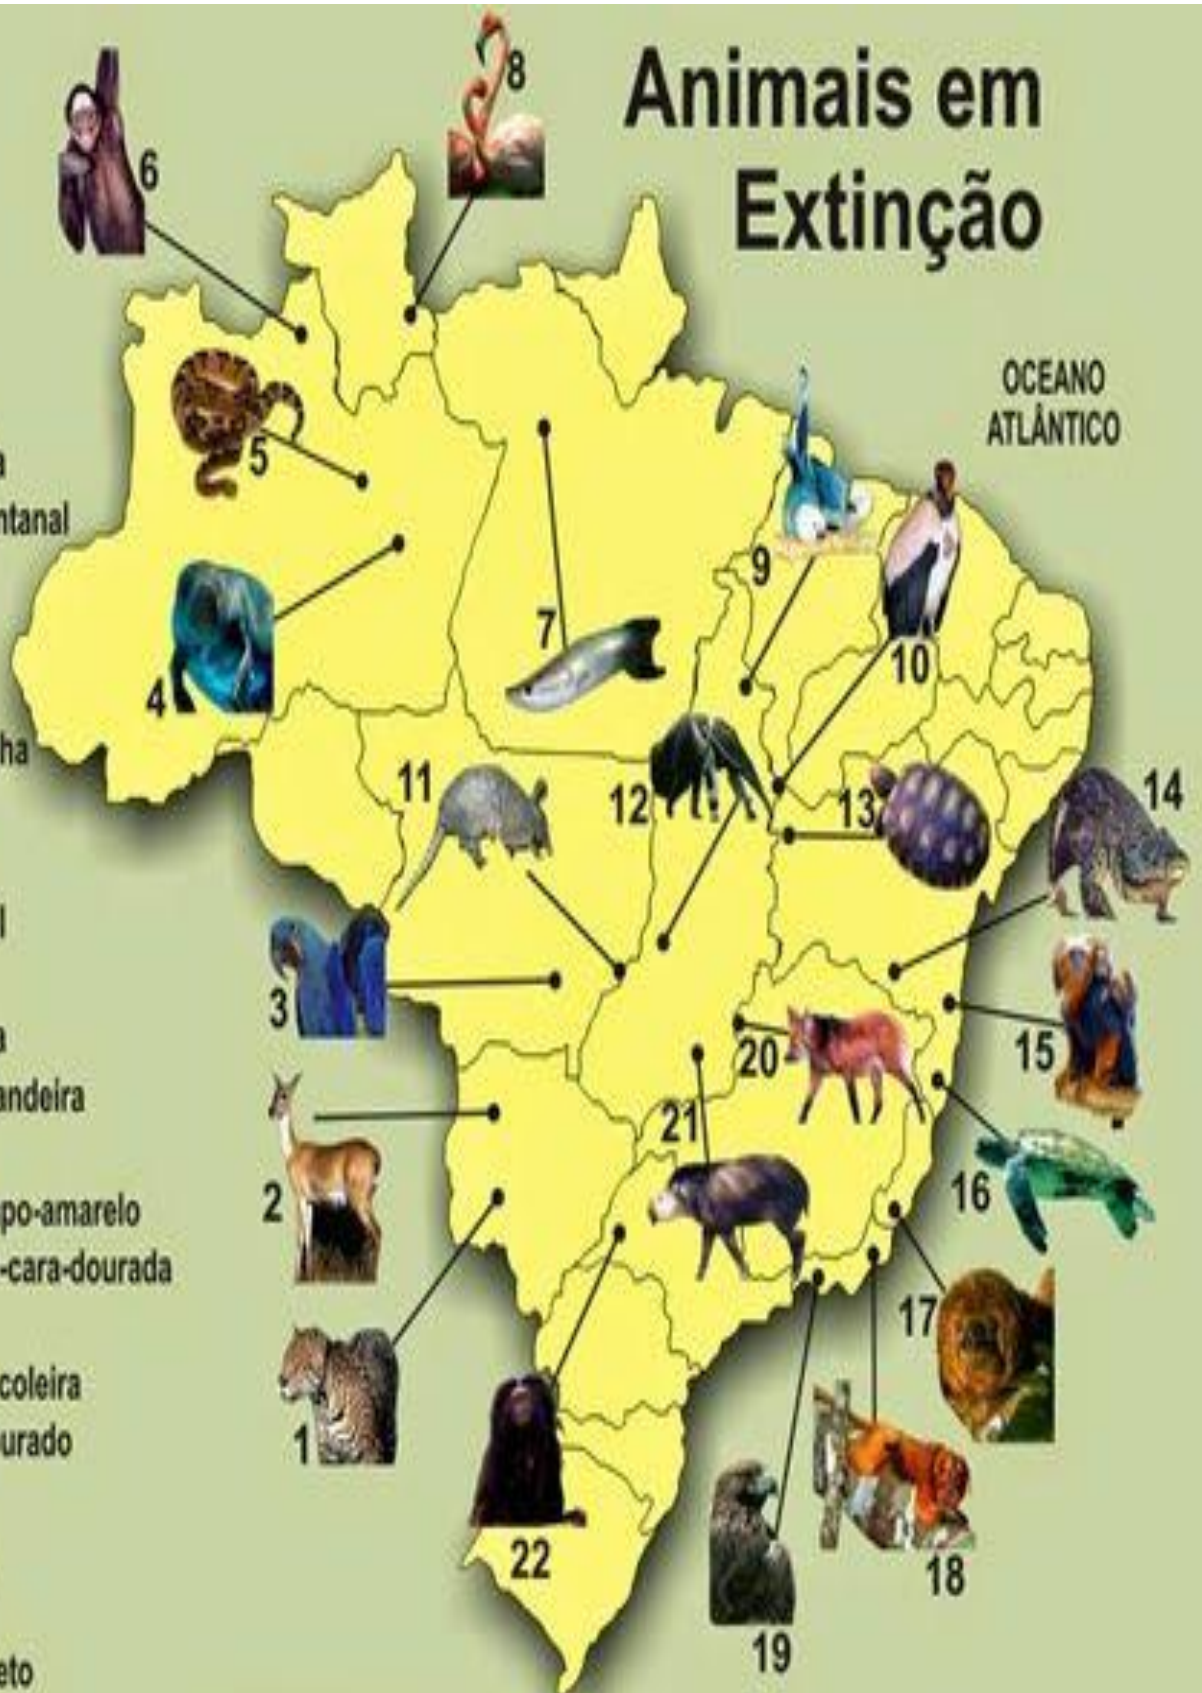 Animais em
Extinção
OCEANO
ATLÂNTICO
6
8
5
4
7
9
10
11
12
13
14
3
15
20
21
2
16
17
1
22
18
19
a
ntanal
ha
l
a
andeira
po-amarelo
-cara-dourada
coleira
urado
eto